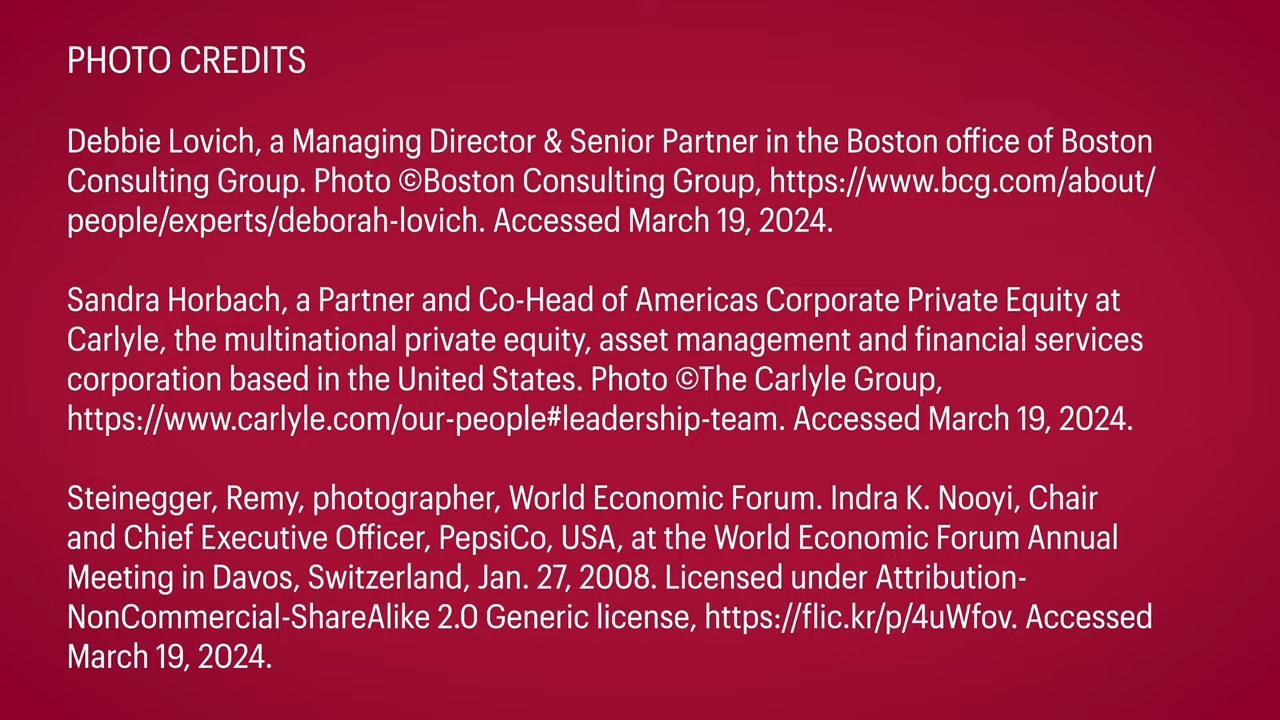 PHOTO CREDITS
Debbie Lovich, a Managing Director & Senior Partner in the Boston office of Boston
Consulting Group. Photo ©Boston Consulting Group, https://www.bcg.com/about/
people/experts/deborah-lovich. Accessed March 19, 2024.
Sandra Horbach, a Partner and Co-Head of Americas Corporate Private Equity at
Carlyle, the multinational private equity, asset management and financial services
corporation based in the United States. Photo ©The Carlyle Group,
https://www.carlyle.com/our-people#leadership-team. Accessed March 19, 2024.
Steinegger, Remy, photographer, World Economic Forum. Indra K. Nooyi, Chair
and Chief Executive Officer, PepsiCo, USA, at the World Economic Forum Annual
Meeting in Davos, Switzerland, Jan. 27, 2008. Licensed under Attribution-
NonCommercial-ShareAlike 2.0 Generic license, https://flic.kr/p/4uWfov. Accessed
March 19, 2024.